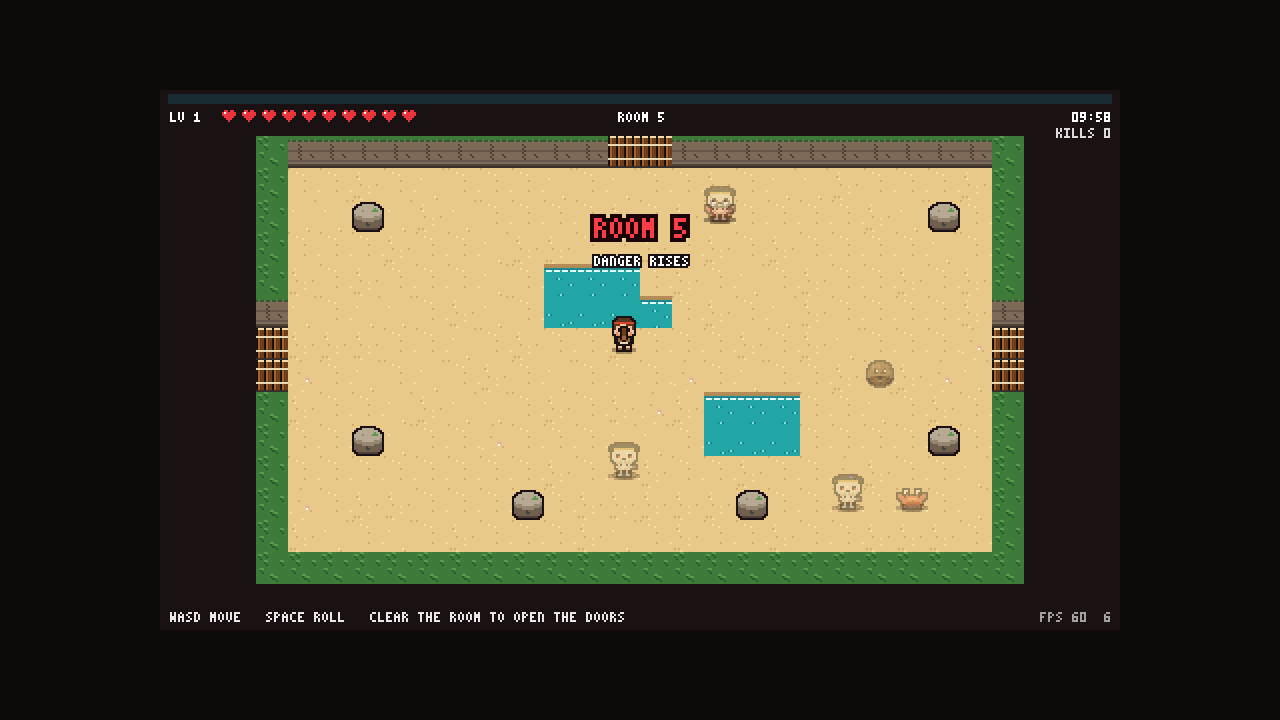 LV 1
ROOM 5
09:58
KILLS 0
ROOM 5
DANGER RISES
WASD MOVE SPACE ROLL CLEAR THE ROOM TO OPEN THE DOORS
FPS 60 6